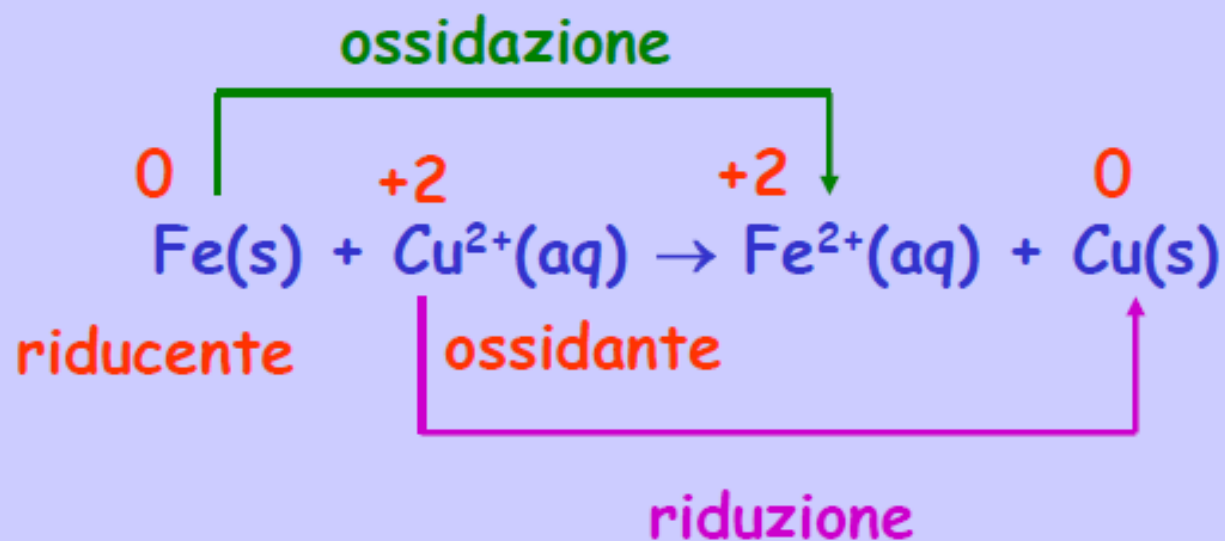 ossidazione
0 +2 +2 0
Fe(s) + Cu²⁺(aq) → Fe²⁺(aq) + Cu(s)
riducente ossidante
riduzione